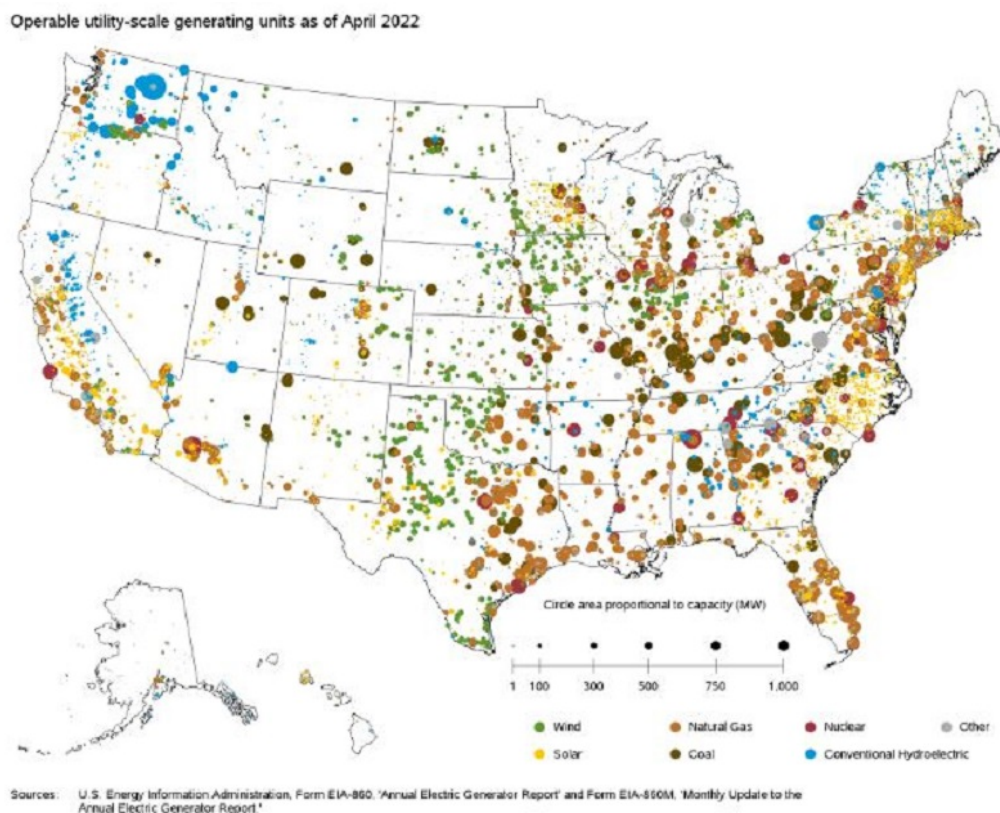 Operable utility-scale generating units as of April 2022
Circle area proportional to capacity (MW)
1 100 300 500 750 1,000
Wind Natural Gas Nuclear Other
Solar Coal Conventional Hydroelectric
Sources: U.S. Energy Information Administration, Form EIA-860, 'Annual Electric Generator Report' and Form EIA-860M, 'Monthly Update to the
Annual Electric Generator Report."